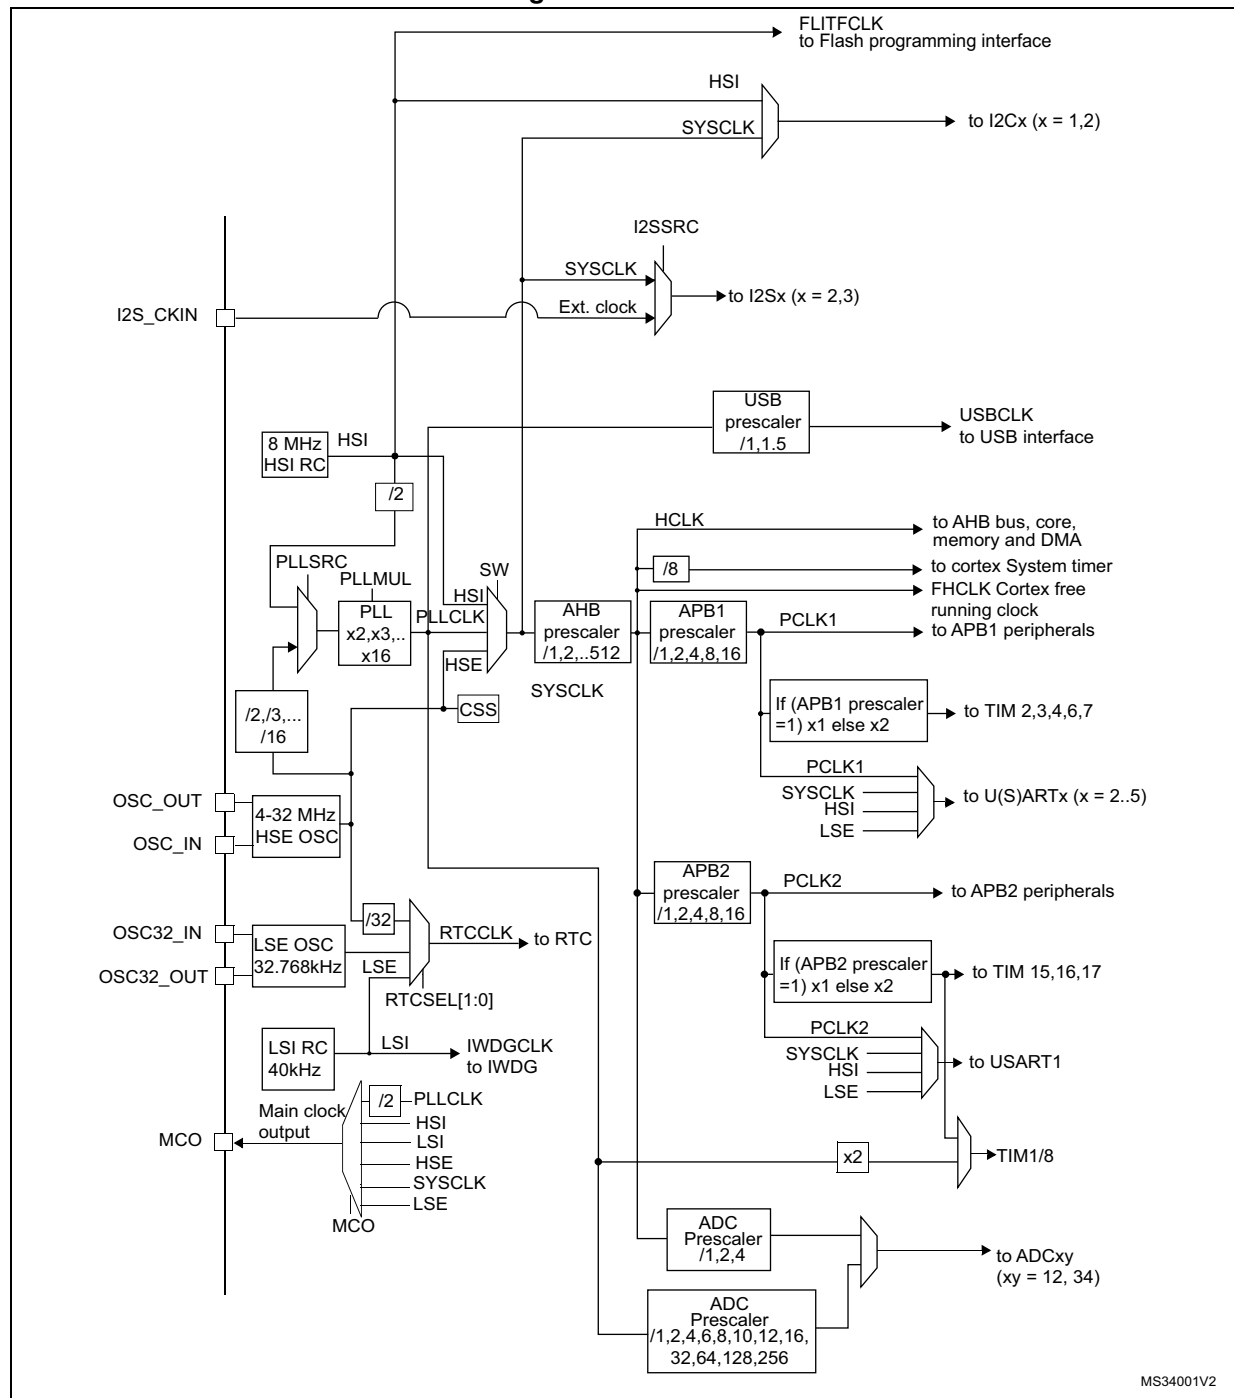 FLITFCLK
to Flash programming interface
HSI
SYSCLK
to I2Cx (x = 1,2)
I2SSRC
SYSCLK
to I2Sx (x = 2,3)
I2S_CKIN
Ext. clock
USB
prescaler
/1,1.5
USBCLK
to USB interface
8 MHz
HSI RC
HSI
/2
HCLK
to AHB bus, core,
memory and DMA
/8
to cortex System timer
FHCLK Cortex free
running clock
PLLSRC
PLLMUL
PLL
x2,x3,..
x16
SW
HSI
PLLCLK
HSE
AHB
prescaler
/1,2,..512
APB1
prescaler
/1,2,4,8,16
PCLK1
to APB1 peripherals
SYSCLK
/2,/3,...
/16
CSS
If (APB1 prescaler
=1) x1 else x2
to TIM 2,3,4,6,7
PCLK1
SYSCLK
HSI
LSE
to U(S)ARTx (x = 2..5)
OSC_OUT
OSC_IN
4-32 MHz
HSE OSC
APB2
prescaler
/1,2,4,8,16
PCLK2
to APB2 peripherals
/32
OSC32_IN
OSC32_OUT
LSE OSC
32.768kHz
LSE
RTCCLK
to RTC
RTCSEL[1:0]
If (APB2 prescaler
=1) x1 else x2
to TIM 15,16,17
LSI RC
40kHz
LSI
IWDGCLK
to IWDG
PCLK2
SYSCLK
HSI
LSE
to USART1
MCO
Main clock
output
/2
PLLCLK
HSI
LSI
HSE
SYSCLK
LSE
MCO
x2
TIM1/8
ADC
Prescaler
/1,2,4
to ADCxy
(xy = 12, 34)
ADC
Prescaler
/1,2,4,6,8,10,12,16,
32,64,128,256
MS34001V2